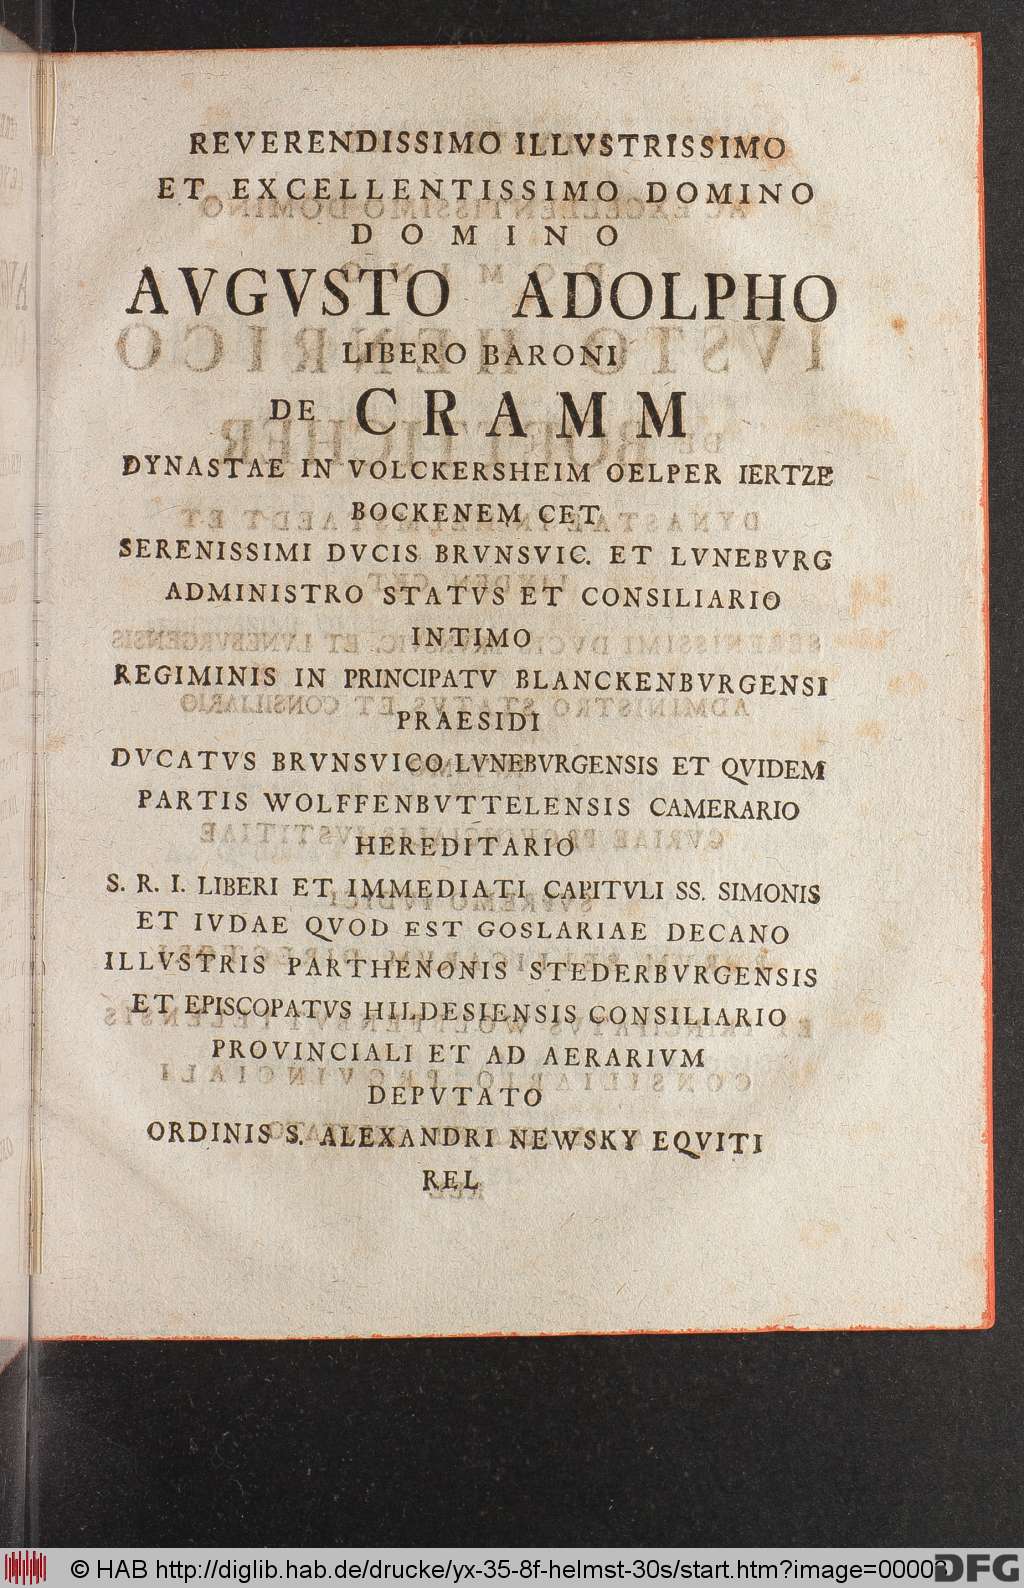 REVERENDISSIMO ILLVSTRISSIMO
ET EXCELLENTISSIMO DOMINO
DOMINO
AVGVSTO ADOLPHO
LIBERO BARONI
DE CRAMM
DYNASTAE IN VOLCKERSHEIM OELPER IERTZE
BOCKENEM CET
SERENISSIMI DVCIS BRVNSVIC. ET LVNEBVRG
ADMINISTRO STATVS ET CONSILIARIO
INTIMO
REGIMINIS IN PRINCIPATV BLANCKENBVRGENSI
PRAESIDI
DVCATVS BRVNSVICO LVNEBVRGENSIS ET QVIDEM
PARTIS WOLFFENBVTTELENSIS CAMERARIO
HEREDITARIO
S. R. I. LIBERI ET IMMEDIATI CAPITVLI SS. SIMONIS
ET IVDAE QVOD EST GOSLARIAE DECANO
ILLVSTRIS PARTHENONIS STEDERBVRGENSIS
ET EPISCOPATVS HILDESIENSIS CONSILIARIO
PROVINCIALI ET AD AERARIVM
DEPVTATO
ORDINIS S. ALEXANDRI NEWSKY EQVITI
REL
© HAB http://diglib.hab.de/drucke/yx-35-8f-helmst-30s/start.htm?image=00003
DFG